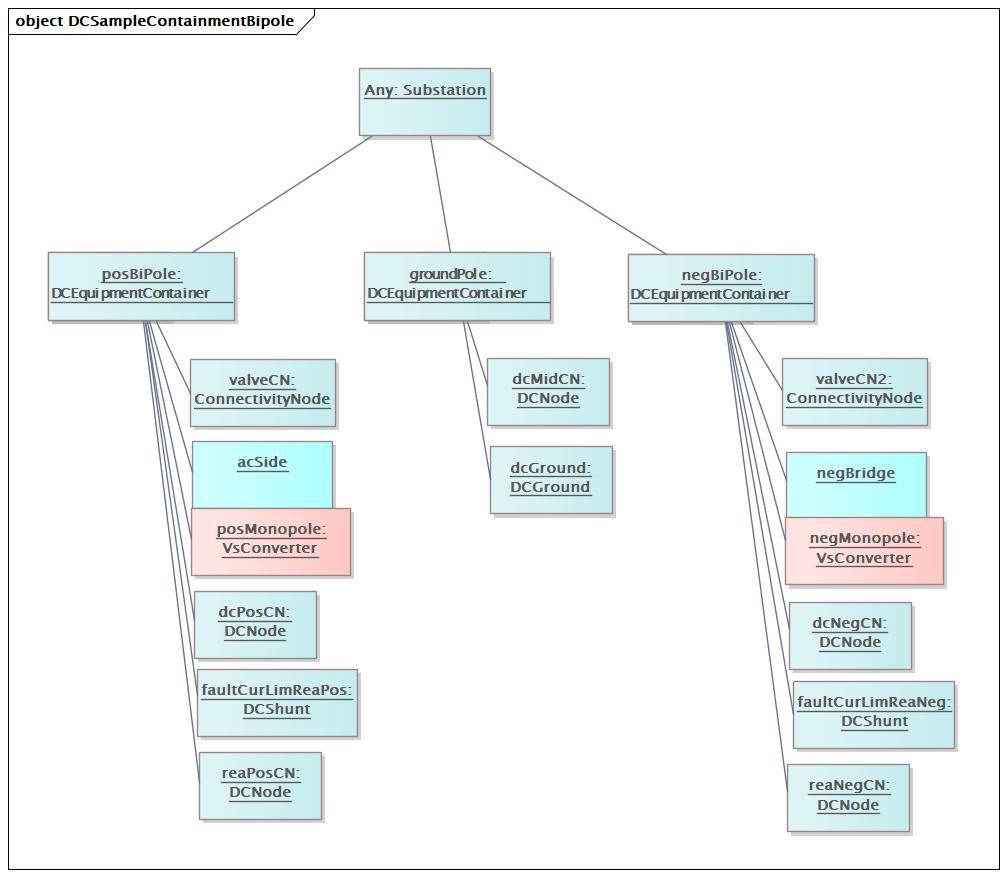 object DCSampleContainmentBipole
Any: Substation
posBiPole:
DCEquipmentContainer
groundPole:
DCEquipmentContainer
negBiPole:
DCEquipmentContainer
valveCN:
ConnectivityNode
acSide
posMonopole:
VsConverter
dcPosCN:
DCNode
faultCurLimReaPos:
DCShunt
reaPosCN:
DCNode
dcMidCN:
DCNode
dcGround:
DCGround
valveCN2:
ConnectivityNode
negBridge
negMonopole:
VsConverter
dcNegCN:
DCNode
faultCurLimReaNeg:
DCShunt
reaNegCN:
DCNode